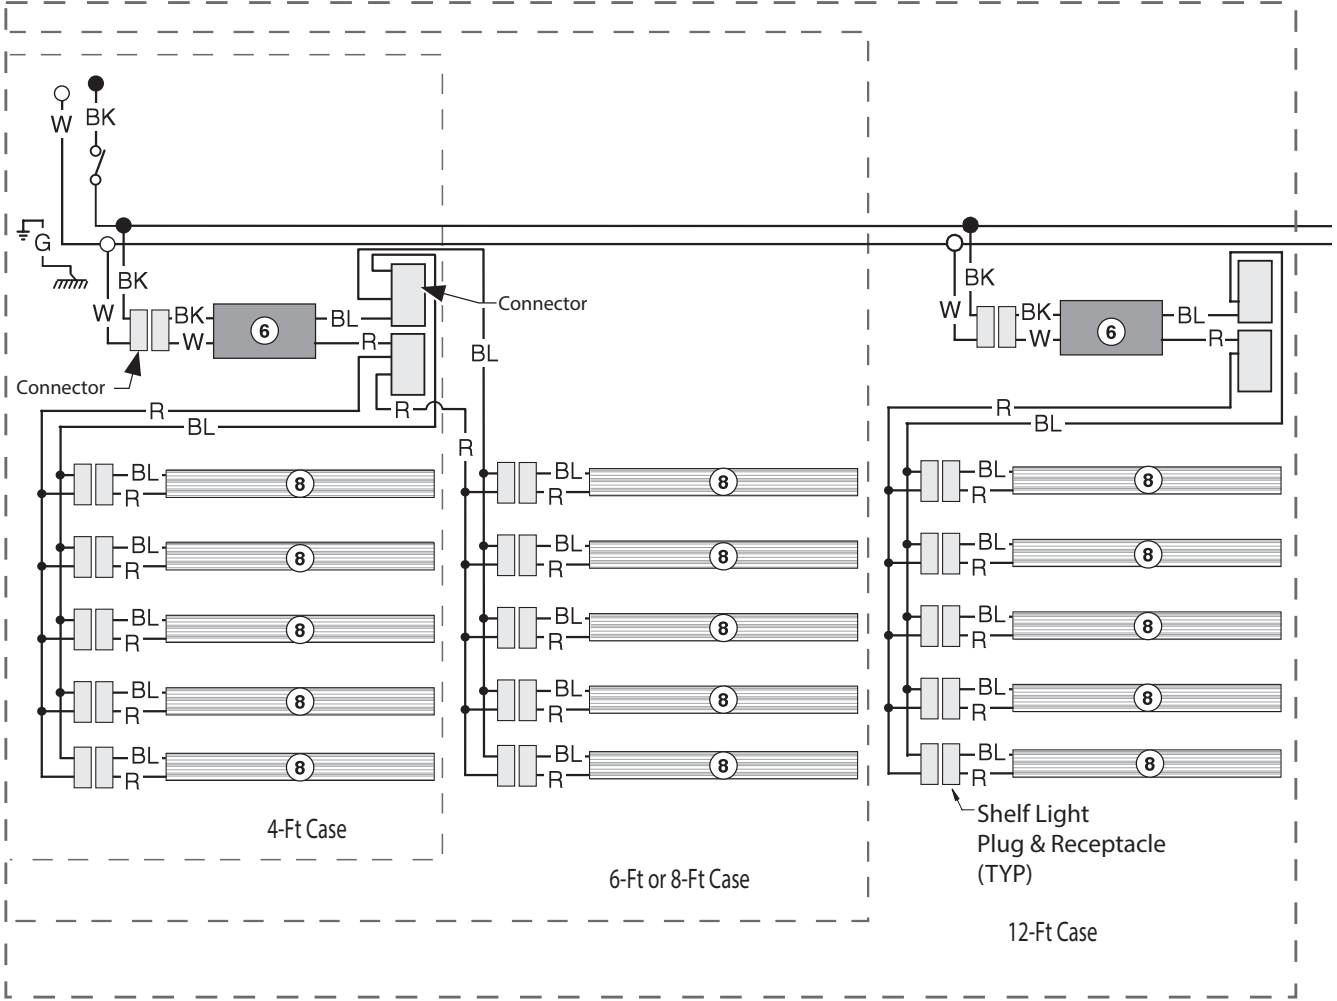 W
BK
G
BK
W
BK
W
6
BL
R
Connector
Connector
BL
R
BL
R
R
BK
W
BK
W
6
BL
R
R
BL
BL
R
8
BL
R
8
BL
R
8
BL
R
8
BL
R
8
BL
R
8
BL
R
8
BL
R
8
BL
R
8
BL
R
8
BL
R
8
BL
R
8
BL
R
8
BL
R
8
BL
R
8
4-Ft Case
6-Ft or 8-Ft Case
Shelf Light
Plug & Receptacle
(TYP)
12-Ft Case